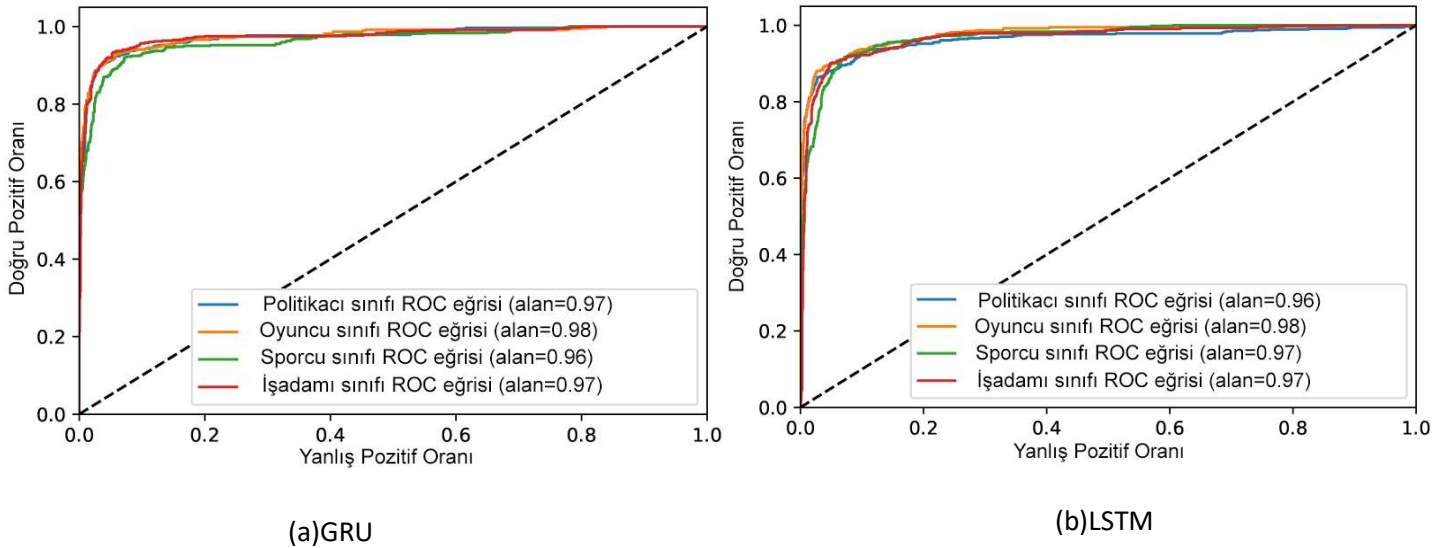 Doğru Pozitif Oranı
1.0
0.8
0.6
0.4
0.2
0.0
Politikacı sınıfı ROC eğrisi (alan=0.97)
Oyuncu sınıfı ROC eğrisi (alan=0.98)
Sporcu sınıfı ROC eğrisi (alan=0.96)
İşadamı sınıfı ROC eğrisi (alan=0.97)
0.0 0.2 0.4 0.6 0.8 1.0
Yanlış Pozitif Oranı
(a)GRU
Doğru Pozitif Oranı
1.0
0.8
0.6
0.4
0.2
0.0
Politikacı sınıfı ROC eğrisi (alan=0.96)
Oyuncu sınıfı ROC eğrisi (alan=0.98)
Sporcu sınıfı ROC eğrisi (alan=0.97)
İşadamı sınıfı ROC eğrisi (alan=0.97)
0.0 0.2 0.4 0.6 0.8 1.0
Yanlış Pozitif Oranı
(b)LSTM